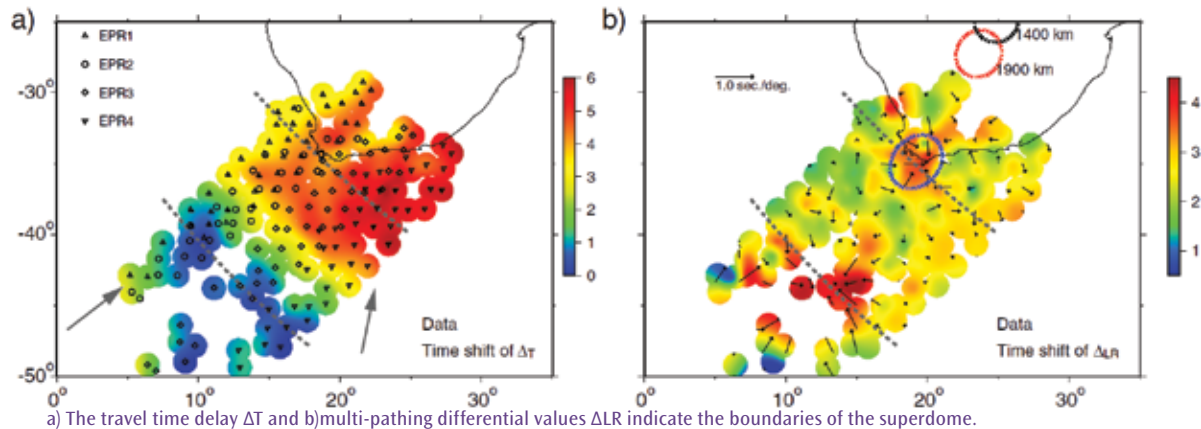 a)
EPR1
EPR2
EPR3
EPR4
-30°
-40°
-50°
0°
10°
20°
30°
6
5
4
3
2
1
0
Data
Time shift of ΔT
b)
1400 km
1900 km
1.0 sec./deg.
4
3
2
1
0°
10°
20°
30°
Data
Time shift of ΔLR
a) The travel time delay ΔT and b)multi-pathing differential values ΔLR indicate the boundaries of the superdome.